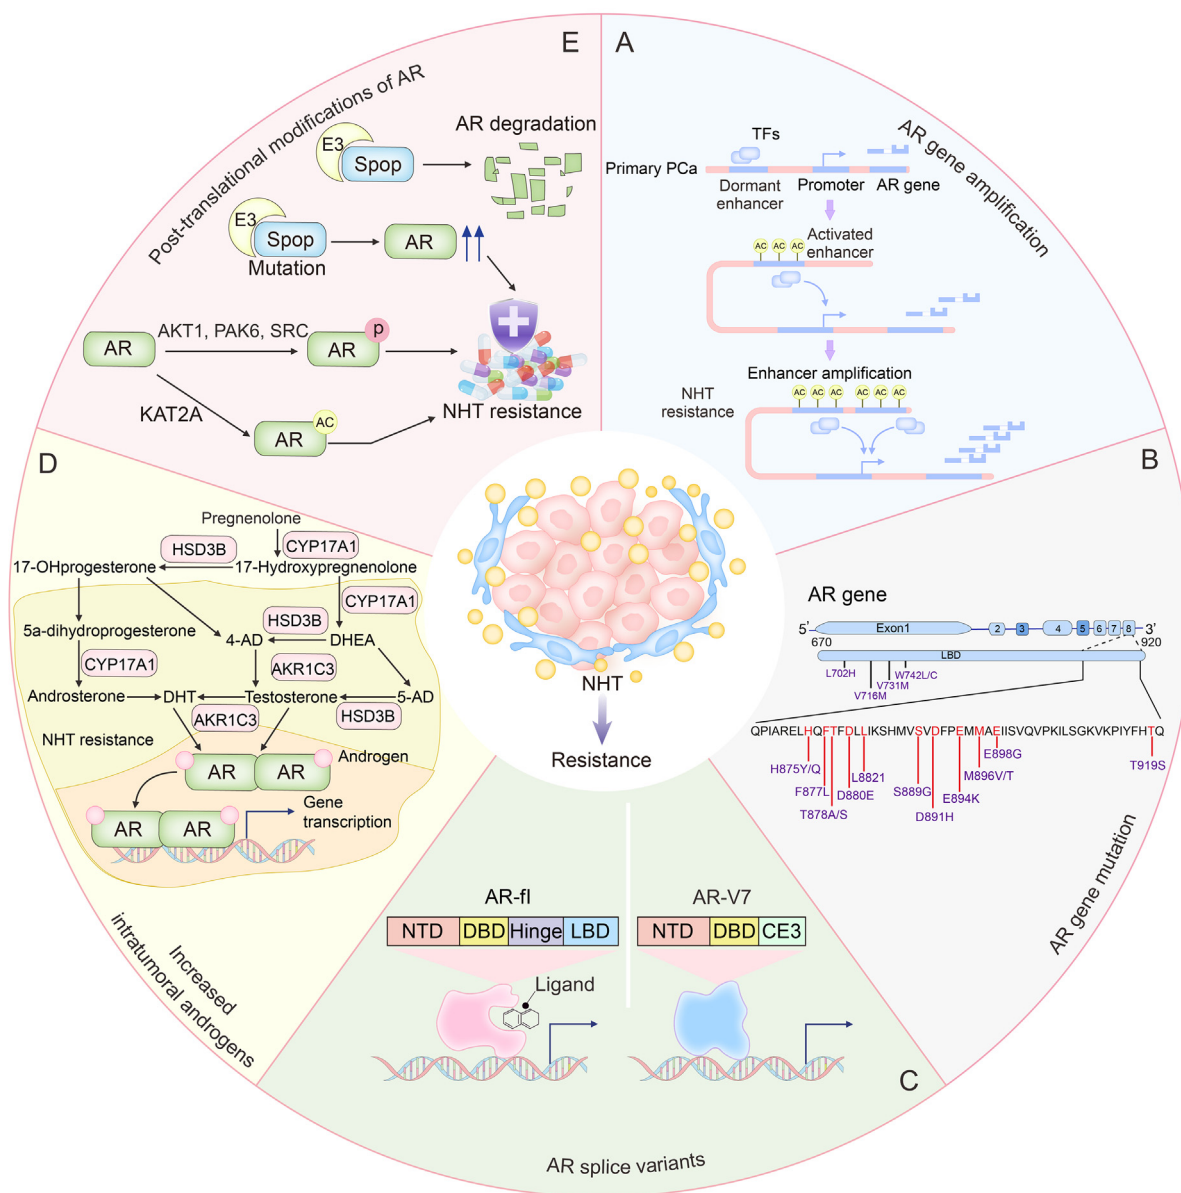 E
Post-translational modifications of AR
E3
Spop
AR degradation
E3
Spop
Mutation
AR
AR
AKT1, PAK6, SRC
AR
p
KAT2A
AR
AC
NHT resistance
A
AR gene amplification
TFs
Primary PCa
Dormant
enhancer
Promoter
AR gene
AC
AC
AC
Activated
enhancer
Enhancer amplification
NHT
resistance
AC
AC
AC
AC
AC
AC
B
AR gene
5'
Exon1
2
3
4
5
6
7
8
3'
670
920
LBD
L702H
V716M
V731M
W742L/C
QPIARELHQFTFDLLIKSHMVSVDFPEMMAEIISVQVPKILSGKVKPIYFHTQ
H875Y/Q
F877L
T878A/S
D880E
L8821
S889G
D891H
E894K
M896V/T
E898G
T919S
AR gene mutation
C
AR-fl
NTD
DBD
Hinge
LBD
Ligand
AR-V7
NTD
DBD
CE3
AR splice variants
D
Pregnenolone
HSD3B
CYP17A1
17-OHprogesterone
17-Hydroxypregnenolone
CYP17A1
5a-dihydroprogesterone
HSD3B
4-AD
DHEA
CYP17A1
AKR1C3
Androsterone
DHT
Testosterone
5-AD
AKR1C3
HSD3B
NHT resistance
AR
AR
Androgen
AR
AR
Gene
transcription
Increased
intratumoral androgens
NHT
Resistance